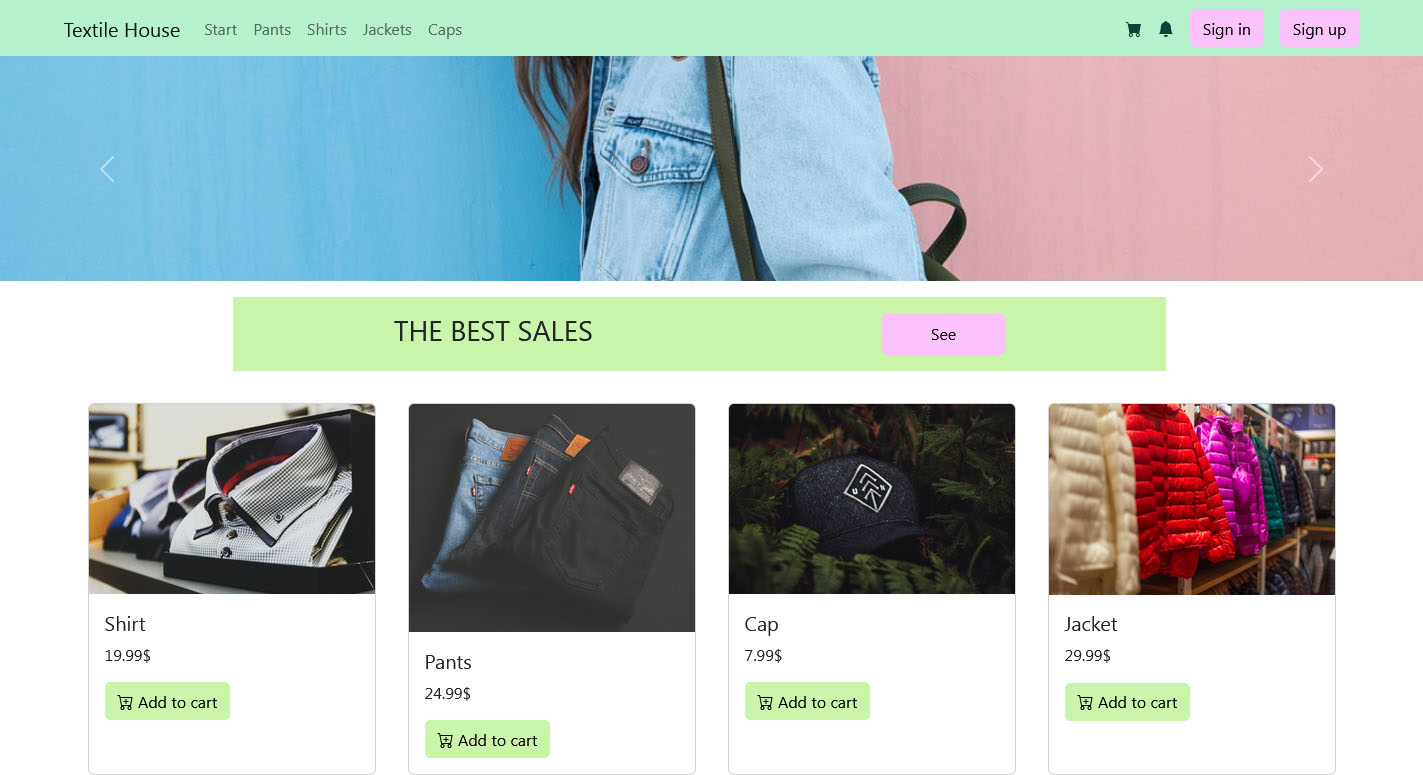 Textile House Start Pants Shirts Jackets Caps Sign in Sign up
THE BEST SALES See
Shirt
19.99$
Add to cart
Pants
24.99$
Add to cart
Cap
7.99$
Add to cart
Jacket
29.99$
Add to cart